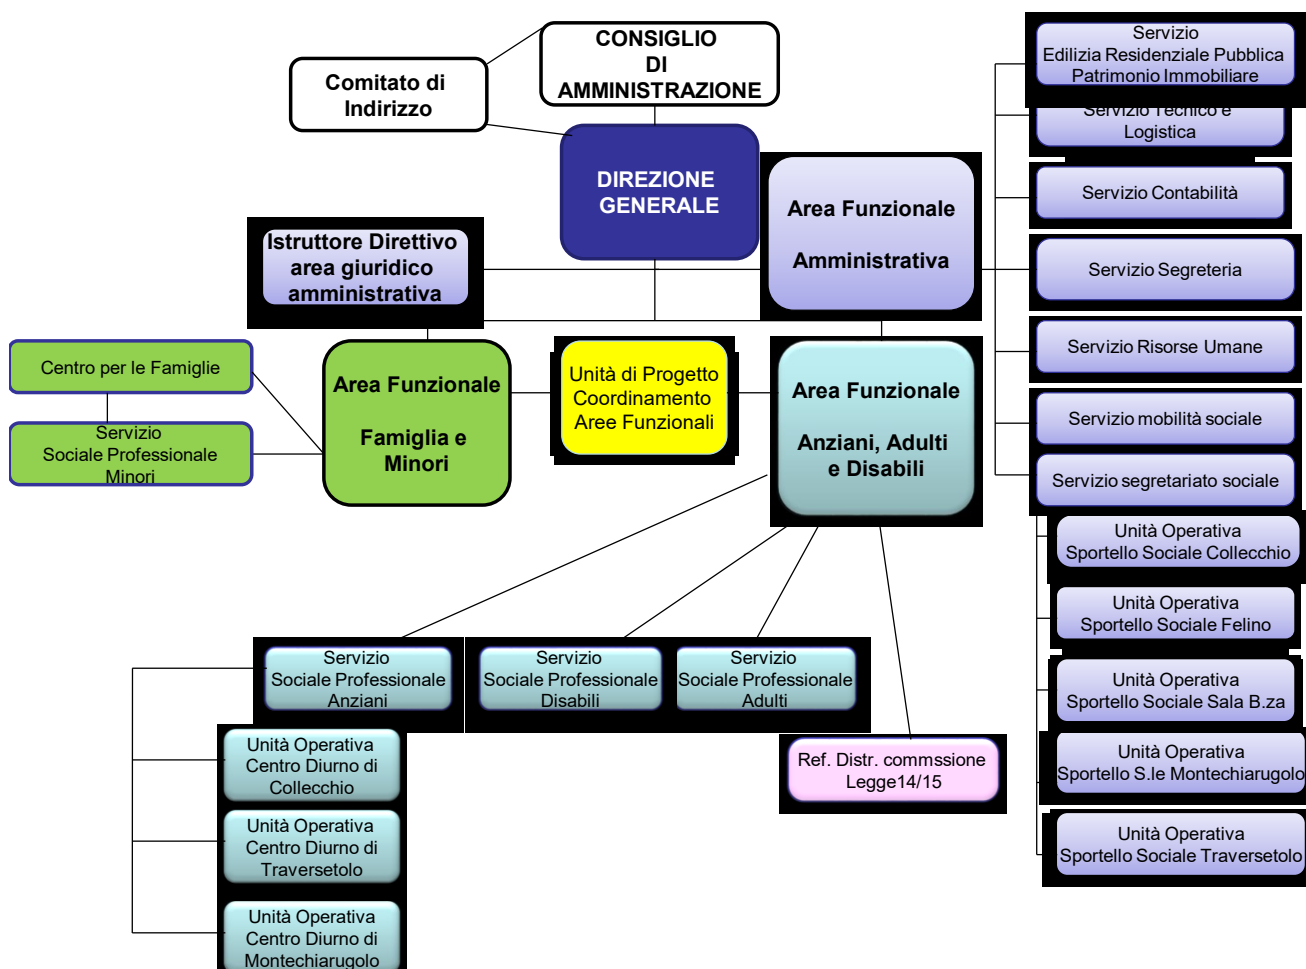 CONSIGLIO
DI
AMMINISTRAZIONE
Comitato di
Indirizzo
DIREZIONE
GENERALE
Area Funzionale
Amministrativa
Istruttore Direttivo
area giuridico
amministrativa
Servizio
Edilizia Residenziale Pubblica
Patrimonio Immobiliare
Servizio Tecnico e
Logistica
Servizio Contabilità
Servizio Segreteria
Servizio Risorse Umane
Servizio mobilità sociale
Servizio segretariato sociale
Unità Operativa
Sportello Sociale Collecchio
Unità Operativa
Sportello Sociale Felino
Unità Operativa
Sportello Sociale Sala B.za
Unità Operativa
Sportello S.le Montechiarugolo
Unità Operativa
Sportello Sociale Traversetolo
Centro per le Famiglie
Servizio
Sociale Professionale
Minori
Area Funzionale
Famiglia e
Minori
Unità di Progetto
Coordinamento
Aree Funzionali
Area Funzionale
Anziani, Adulti
e Disabili
Servizio
Sociale Professionale
Anziani
Servizio
Sociale Professionale
Disabili
Servizio
Sociale Professionale
Adulti
Ref. Distr. commssione
Legge14/15
Unità Operativa
Centro Diurno di
Collecchio
Unità Operativa
Centro Diurno di
Traversetolo
Unità Operativa
Centro Diurno di
Montechiarugolo